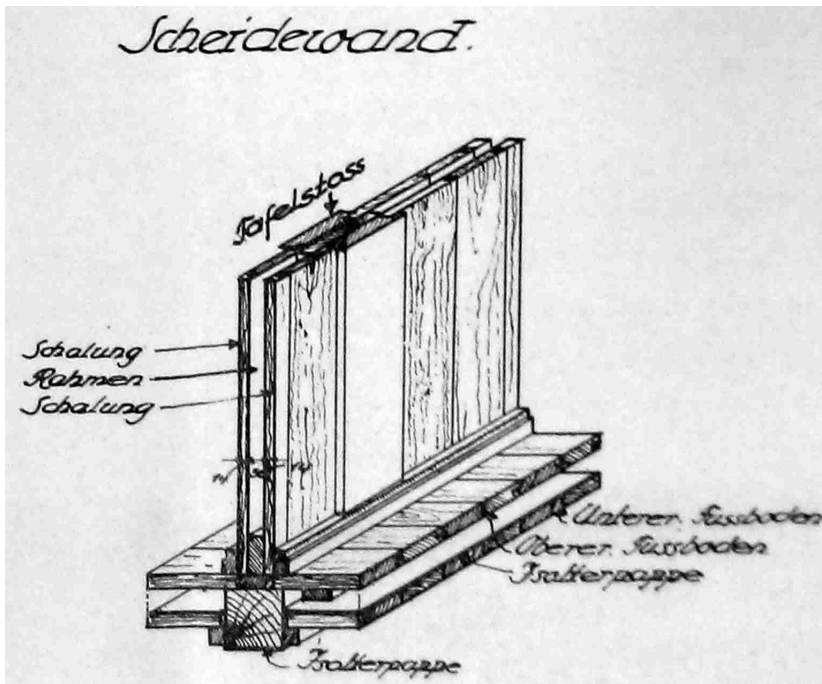 Scheidewand.
Tafelstoss
Schalung
Rahmen
Schalung
Unterer. Fussboden
Oberer. Fussboden
Isolierpappe
Isolierpappe